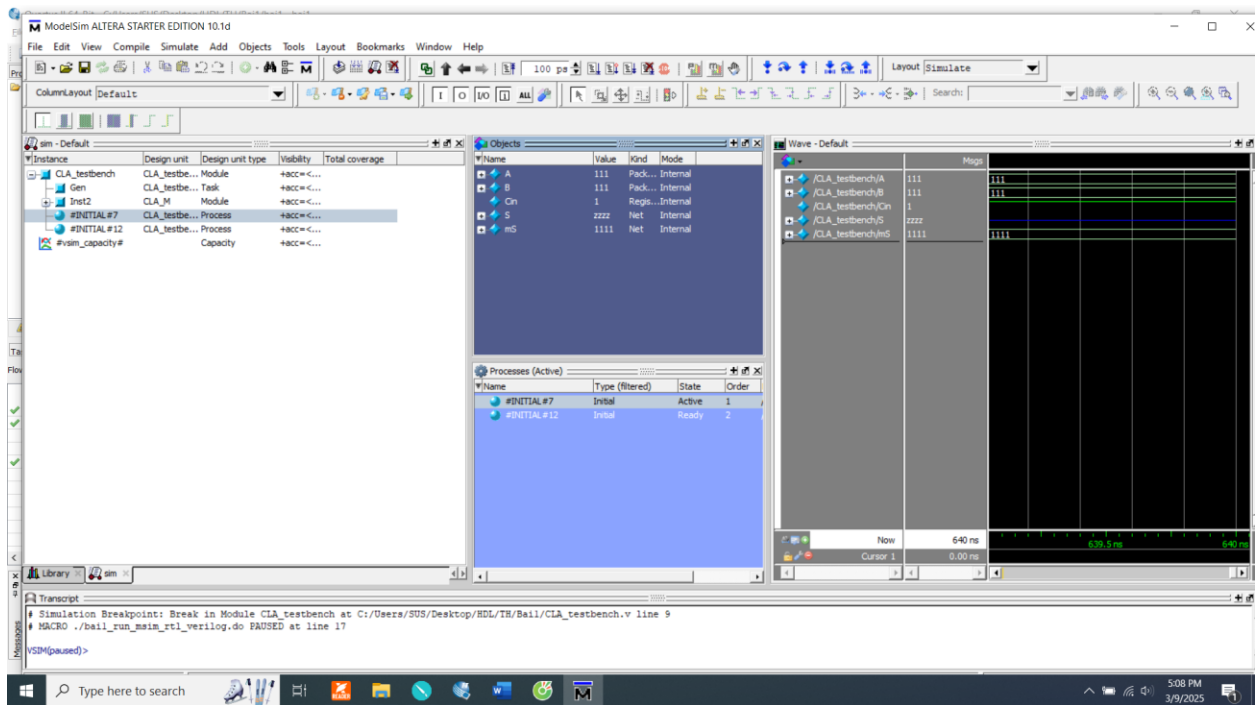 ModelSim ALTERA STARTER EDITION 10.1d
File Edit View Compile Simulate Add Objects Tools Layout Bookmarks Window Help
100 ps
Layout Simulate
ColumnLayout Default
Search:
sim - Default
Instance Design unit Design unit type Visibility Total coverage
CLA_testbench CLA_testbe... Module +acc=<...
Gen CLA_testbe... Task +acc=<...
Inst2 CLA_M Module +acc=<...
#INITIAL#7 CLA_testbe... Process +acc=<...
#INITIAL#12 CLA_testbe... Process +acc=<...
#vsim_capacity# Capacity +acc=<...
Library sim
Objects
Name Value Kind Mode
A 111 Pack... Internal
B 111 Pack... Internal
Cin 1 Regis... Internal
S zzzz Net Internal
mS 1111 Net Internal
Processes (Active)
Name Type (filtered) State Order
#INITIAL#7 Initial Active 1
#INITIAL#12 Initial Ready 2
Wave - Default
Msgs
/CLA_testbench/A 111 111
/CLA_testbench/B 111 111
/CLA_testbench/Cin 1
/CLA_testbench/S zzzz
/CLA_testbench/mS 1111 1111
Now 640 ns 639.5 ns 640 ns
Cursor 1 0.00 ns
Transcript
# Simulation Breakpoint: Break in Module CLA_testbench at C:/Users/SUS/Desktop/HDL/TH/Bai1/CLA_testbench.v line 9
# MACRO ./bai1_run_msim_rtl_verilog.do PAUSED at line 17
VSIM(paused)>
Messages
Type here to search
5:08 PM
3/9/2025